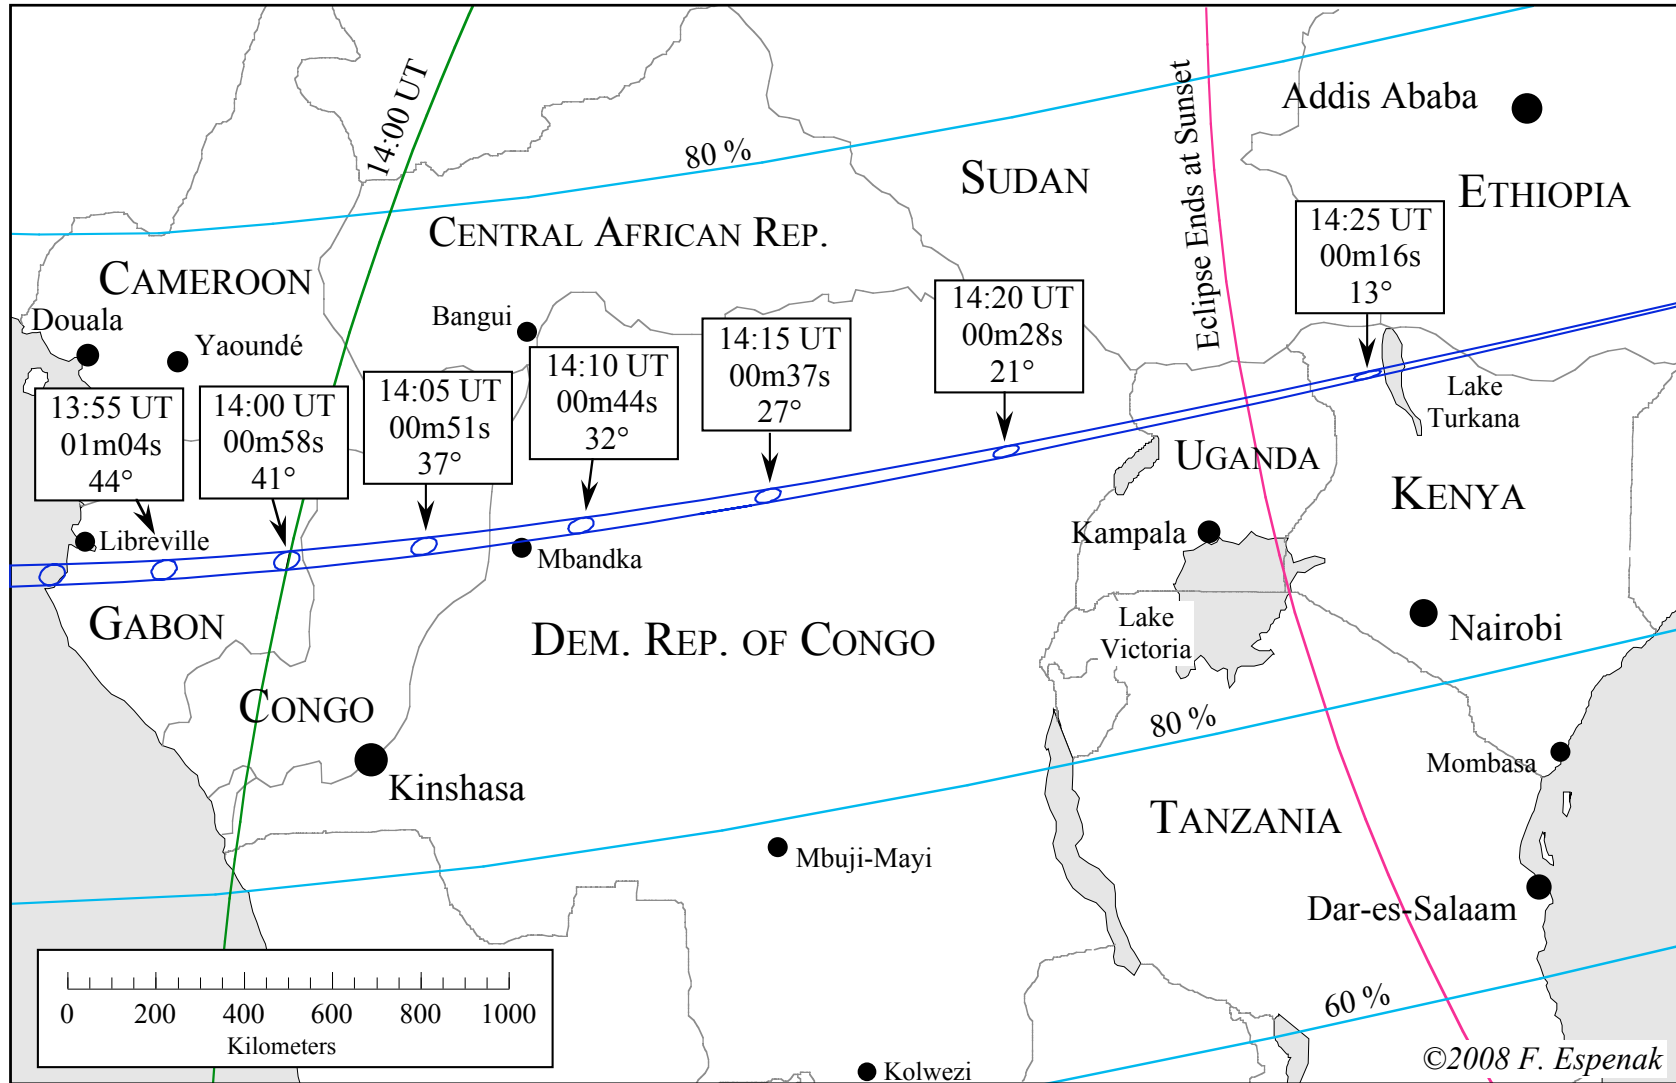 14:00 UT
80 %
Eclipse Ends at Sunset
Addis Ababa
SUDAN
ETHIOPIA
CENTRAL AFRICAN REP.
CAMEROON
14:25 UT
00m16s
13°
14:20 UT
00m28s
21°
Douala
Yaoundé
Bangui
14:15 UT
00m37s
27°
14:10 UT
00m44s
32°
14:05 UT
00m51s
37°
14:00 UT
00m58s
41°
13:55 UT
01m04s
44°
Lake
Turkana
UGANDA
KENYA
Libreville
Mbandka
Kampala
GABON
DEM. REP. OF CONGO
Lake
Victoria
Nairobi
CONGO
80 %
Kinshasa
Mombasa
TANZANIA
Mbuji-Mayi
Dar-es-Salaam
60 %
0 200 400 600 800 1000
Kilometers
Kolwezi
©2008 F. Espenak